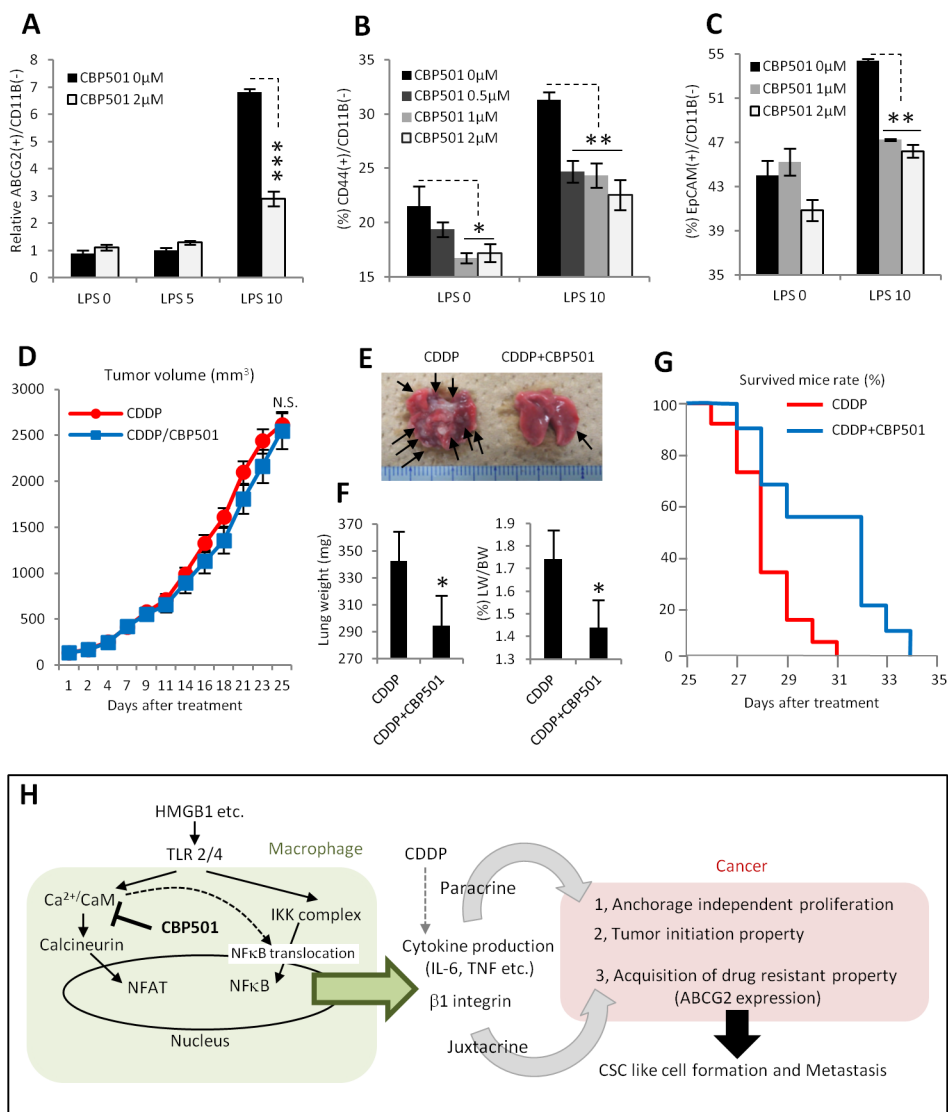 A
Relative ABCG2(+)/CD11B(-)
8
7
6
5
4
3
2
1
0
CBP501 0µM
CBP501 2µM
***
LPS 0
LPS 5
LPS 10
B
(%) CD44(+)/CD11B(-)
35
30
25
20
15
CBP501 0µM
CBP501 0.5µM
CBP501 1µM
CBP501 2µM
*
**
LPS 0
LPS 10
C
(%) EpCAM(+)/CD11B(-)
55
51
47
43
39
35
CBP501 0µM
CBP501 1µM
CBP501 2µM
**
LPS 0
LPS 10
D
Tumor volume (mm³)
3000
2500
2000
1500
1000
500
0
CDDP
CDDP/CBP501
N.S.
1 2 4 7 9 11 14 16 18 21 23 25
Days after treatment
E
CDDP
CDDP+CBP501
F
Lung weight (mg)
370
350
330
310
290
270
*
CDDP
CDDP+CBP501
(%) LW/BW
1.9
1.8
1.7
1.6
1.5
1.4
1.3
*
CDDP
CDDP+CBP501
G
Survived mice rate (%)
CDDP
CDDP+CBP501
100
80
60
40
20
0
25 27 29 31 33 35
Days after treatment
H
HMGB1 etc.
TLR 2/4
Macrophage
Ca²⁺/CaM
CBP501
IKK complex
Calcineurin
NFκB translocation
NFAT
NFκB
Nucleus
CDDP
Paracrine
Cytokine production
(IL-6, TNF etc.)
β1 integrin
Juxtacrine
Cancer
1, Anchorage independent proliferation
2, Tumor initiation property
3, Acquisition of drug resistant property
(ABCG2 expression)
CSC like cell formation and Metastasis